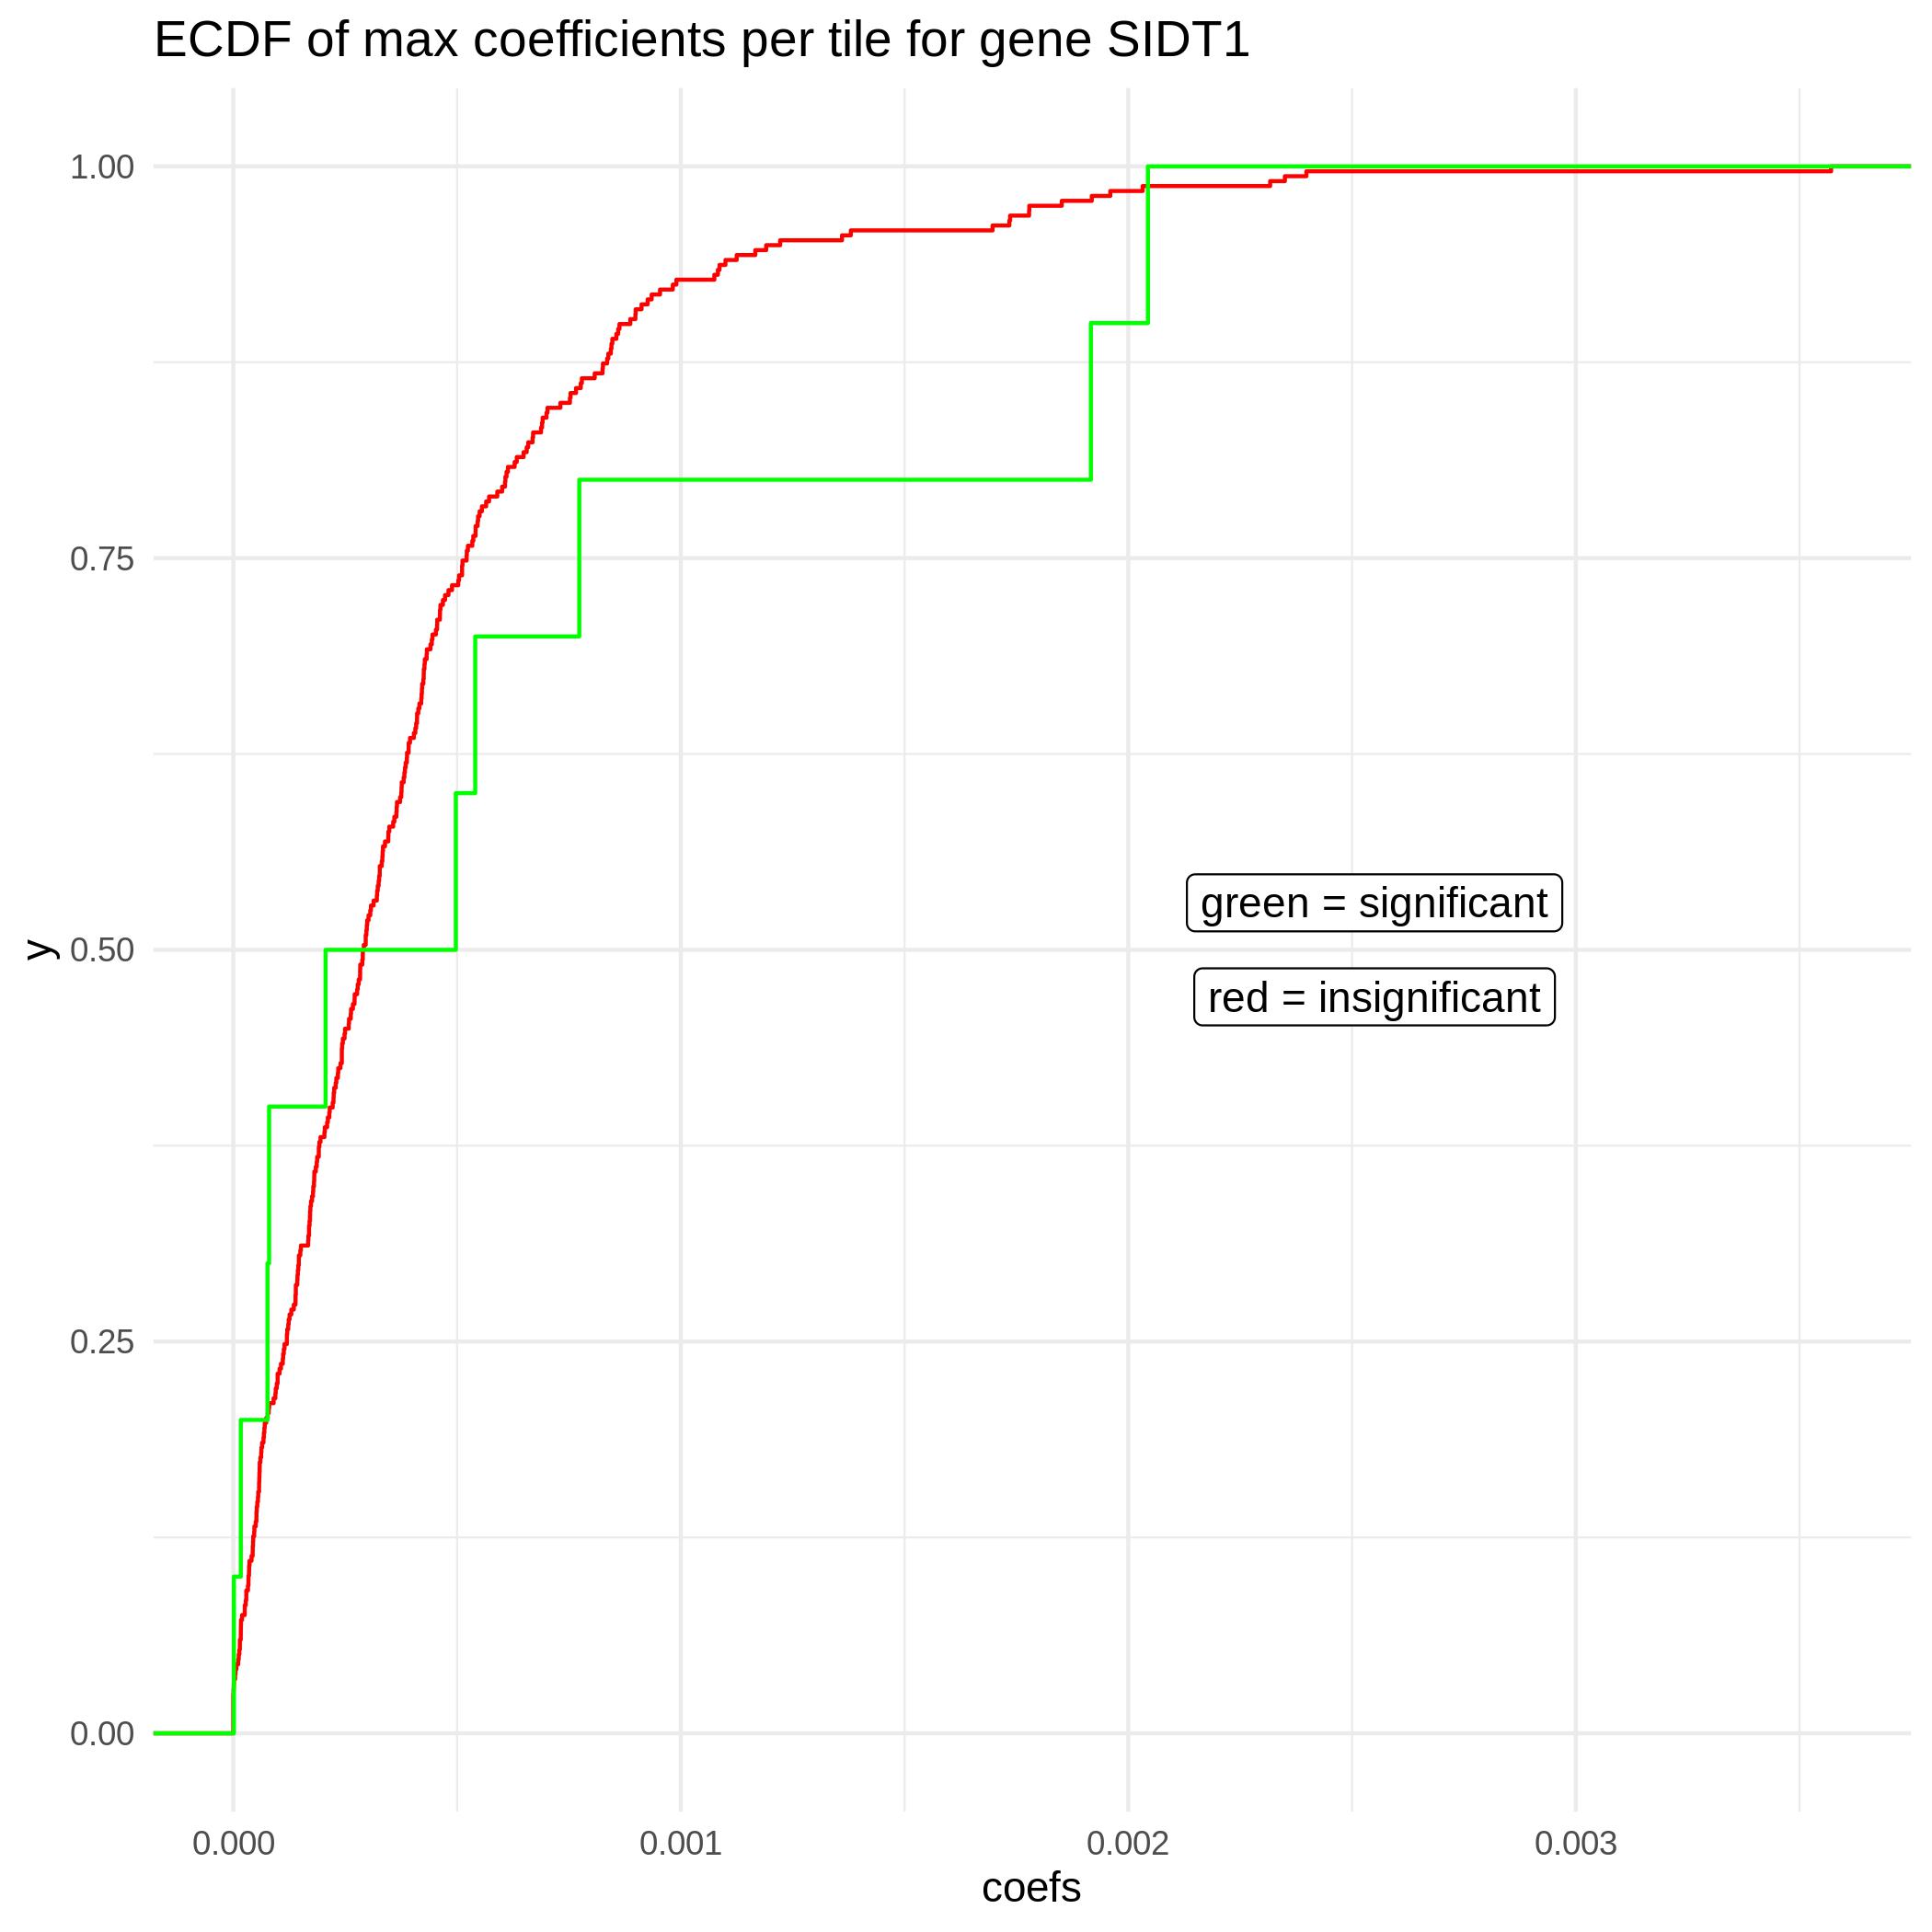 ECDF of max coefficients per tile for gene SIDT1
1.00
0.75
green = significant
y
0.50
red = insignificant
0.25
0.00
0.000 0.001 0.002 0.003
coefs